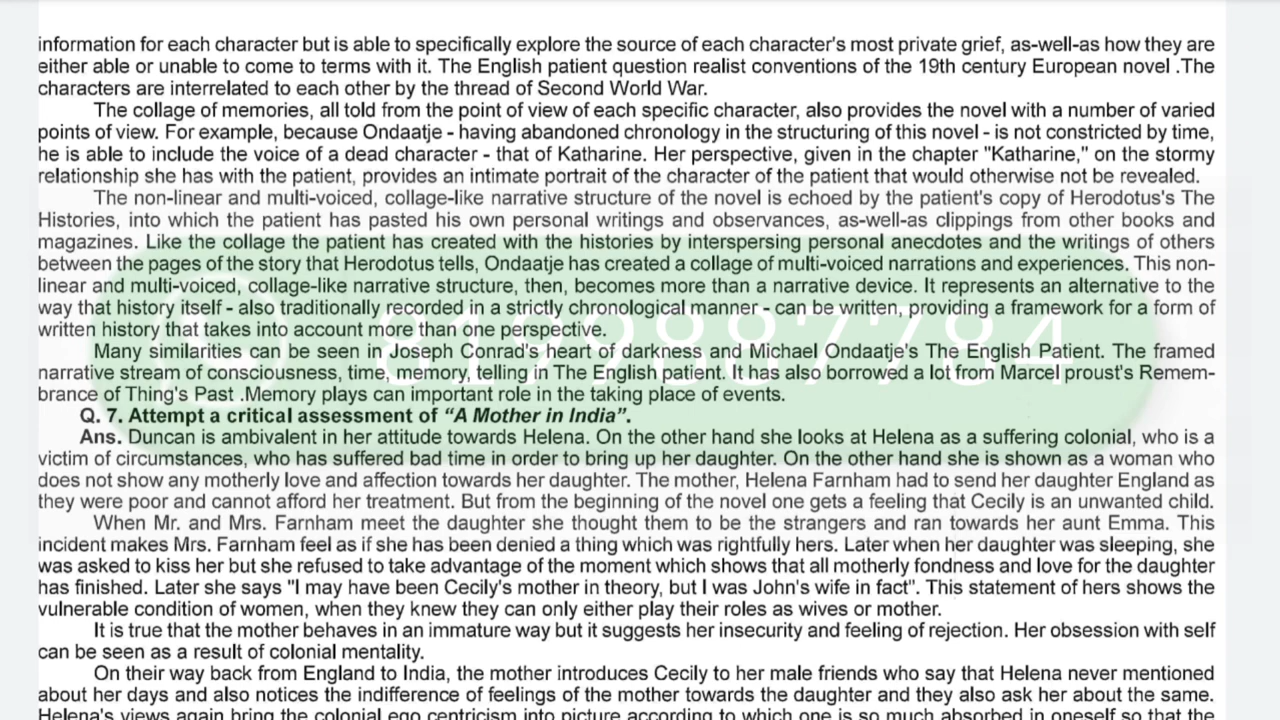 information for each character but is able to specifically explore the source of each character's most private grief, as-well-as how they are
either able or unable to come to terms with it. The English patient question realist conventions of the 19th century European novel .The
characters are interrelated to each other by the thread of Second World War.
The collage of memories, all told from the point of view of each specific character, also provides the novel with a number of varied
points of view. For example, because Ondaatje - having abandoned chronology in the structuring of this novel - is not constricted by time,
he is able to include the voice of a dead character - that of Katharine. Her perspective, given in the chapter "Katharine," on the stormy
relationship she has with the patient, provides an intimate portrait of the character of the patient that would otherwise not be revealed.
The non-linear and multi-voiced, collage-like narrative structure of the novel is echoed by the patient's copy of Herodotus's The
Histories, into which the patient has pasted his own personal writings and observances, as-well-as clippings from other books and
magazines. Like the collage the patient has created with the histories by interspersing personal anecdotes and the writings of others
between the pages of the story that Herodotus tells, Ondaatje has created a collage of multi-voiced narrations and experiences. This non-
linear and multi-voiced, collage-like narrative structure, then, becomes more than a narrative device. It represents an alternative to the
way that history itself - also traditionally recorded in a strictly chronological manner - can be written, providing a framework for a form of
written history that takes into account more than one perspective.
8199887784
Many similarities can be seen in Joseph Conrad's heart of darkness and Michael Ondaatje's The English Patient. The framed
narrative stream of consciousness, time, memory, telling in The English patient. It has also borrowed a lot from Marcel proust's Remem-
brance of Thing's Past .Memory plays can important role in the taking place of events.
Q. 7. Attempt a critical assessment of “A Mother in India”.
Ans. Duncan is ambivalent in her attitude towards Helena. On the other hand she looks at Helena as a suffering colonial, who is a
victim of circumstances, who has suffered bad time in order to bring up her daughter. On the other hand she is shown as a woman who
does not show any motherly love and affection towards her daughter. The mother, Helena Farnham had to send her daughter England as
they were poor and cannot afford her treatment. But from the beginning of the novel one gets a feeling that Cecily is an unwanted child.
When Mr. and Mrs. Farnham meet the daughter she thought them to be the strangers and ran towards her aunt Emma. This
incident makes Mrs. Farnham feel as if she has been denied a thing which was rightfully hers. Later when her daughter was sleeping, she
was asked to kiss her but she refused to take advantage of the moment which shows that all motherly fondness and love for the daughter
has finished. Later she says "I may have been Cecily's mother in theory, but I was John's wife in fact". This statement of hers shows the
vulnerable condition of women, when they knew they can only either play their roles as wives or mother.
It is true that the mother behaves in an immature way but it suggests her insecurity and feeling of rejection. Her obsession with self
can be seen as a result of colonial mentality.
On their way back from England to India, the mother introduces Cecily to her male friends who say that Helena never mentioned
about her days and also notices the indifference of feelings of the mother towards the daughter and they also ask her about the same.
Helena's views again bring the colonial ego centricism into picture according to which one is so much absorbed in oneself so that the